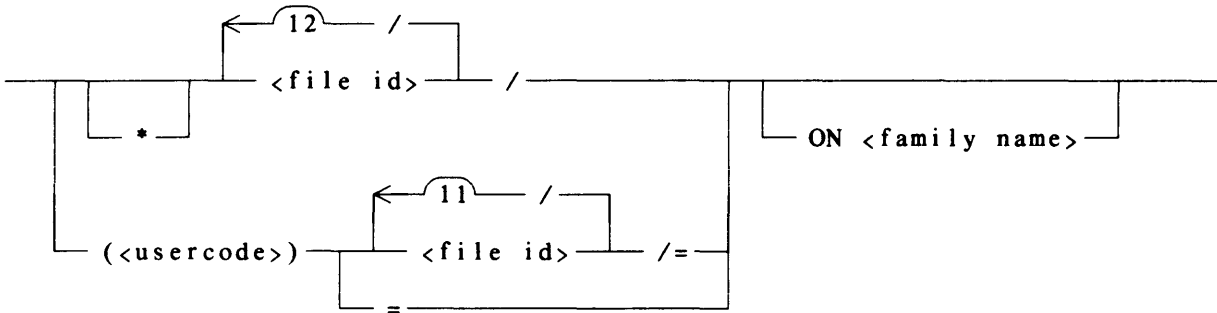 12 /
<file id> /
*
ON <family name>
11 /
(<usercode>) <file id> /=
=